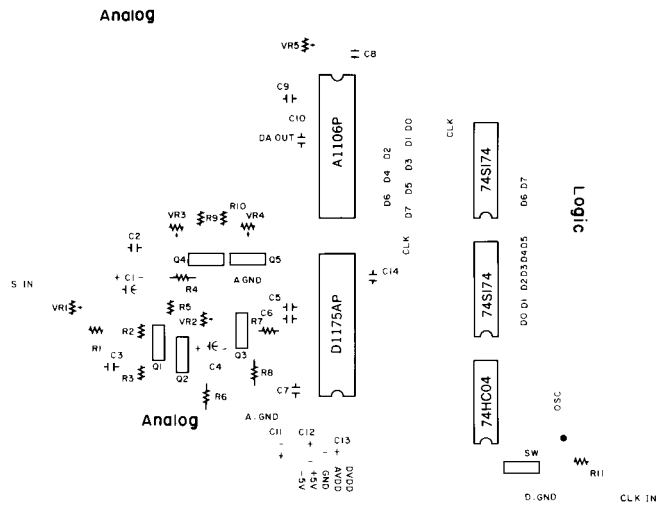 Analog
VR5
C8
C9
C10
DA OUT
A1106P
D0
D1
D2
D3
D4
D5
D6
D7
CLK
74S174
D6 D7
Logic
R10
VR3
R9
VR4
C2
Q4
Q5
CLK
C14
+ C1 -
R4
A.GND
S IN
VR1
R5
VR2
C5
C6
R7
D1175AP
74S174
D0 D1 D2 D3 D4 D5
R1
R2
C3
R3
Q1
Q2
+ -
C4
Q3
R8
R6
C7
74HC04
OSC
Analog
A.GND
C11
C12
C13
- + - +
+ -
-5V
+5V
GND
AVDD
DVDD
SW
R11
D.GND
CLK IN